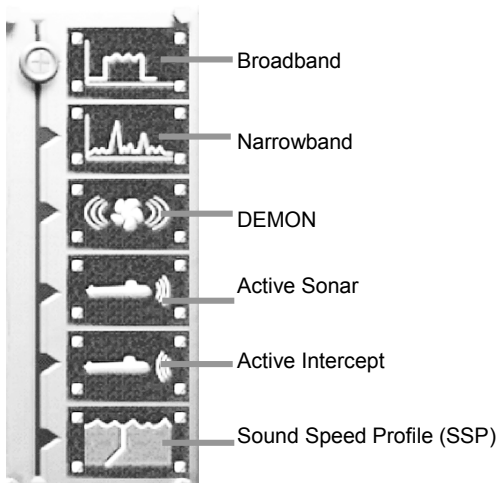 Broadband
Narrowband
DEMON
Active Sonar
Active Intercept
Sound Speed Profile (SSP)